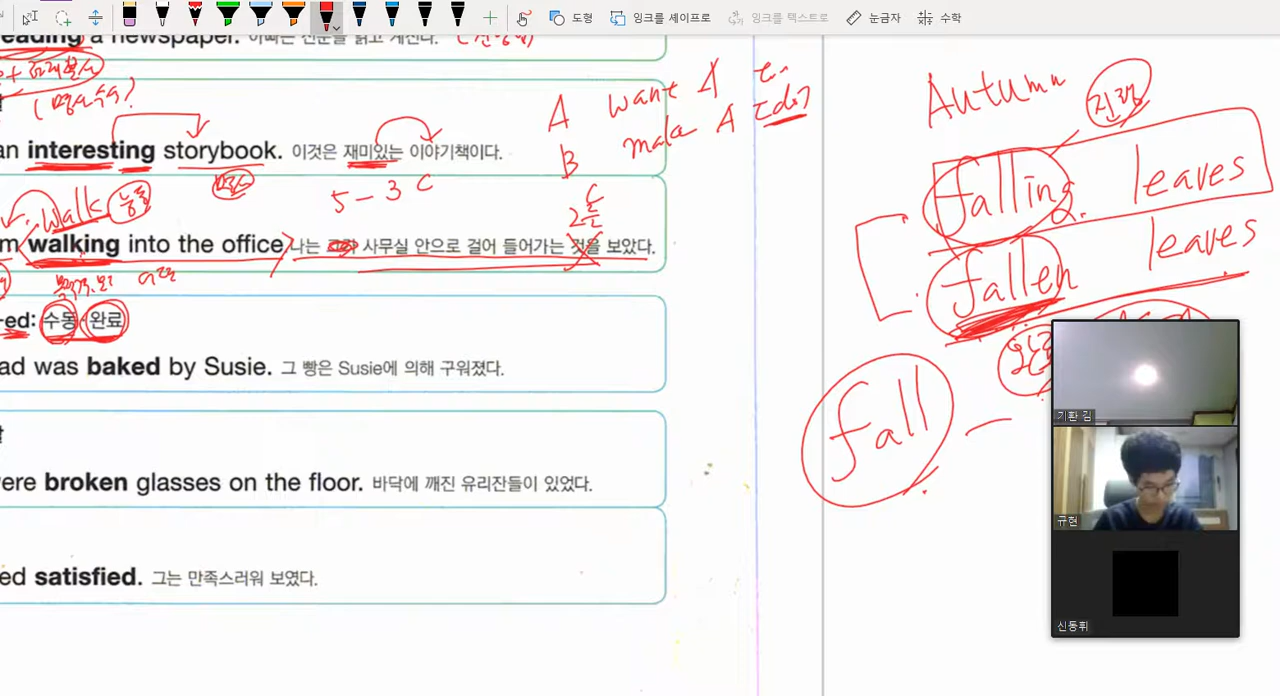 도형 잉크를 셰이프로 잉크를 텍스트로 눈금자 수학
eading a newspaper. 아빠는 신문을 읽고 계신다.
an interesting storybook. 이것은 재미있는 이야기책이다.
5 - 3
A want A to
B make A do?
walk 능동
m walking into the office 나는 사무실 안으로 걸어 들어가는 것을 보았다.
-ed: 수동 완료
ad was baked by Susie. 그 빵은 Susie에 의해 구워졌다.
ere broken glasses on the floor. 바닥에 깨진 유리잔들이 있었다.
ed satisfied. 그는 만족스러워 보였다.
Autumn
진행
falling leaves
fallen leaves
fall
기환 김
규현
신동휘